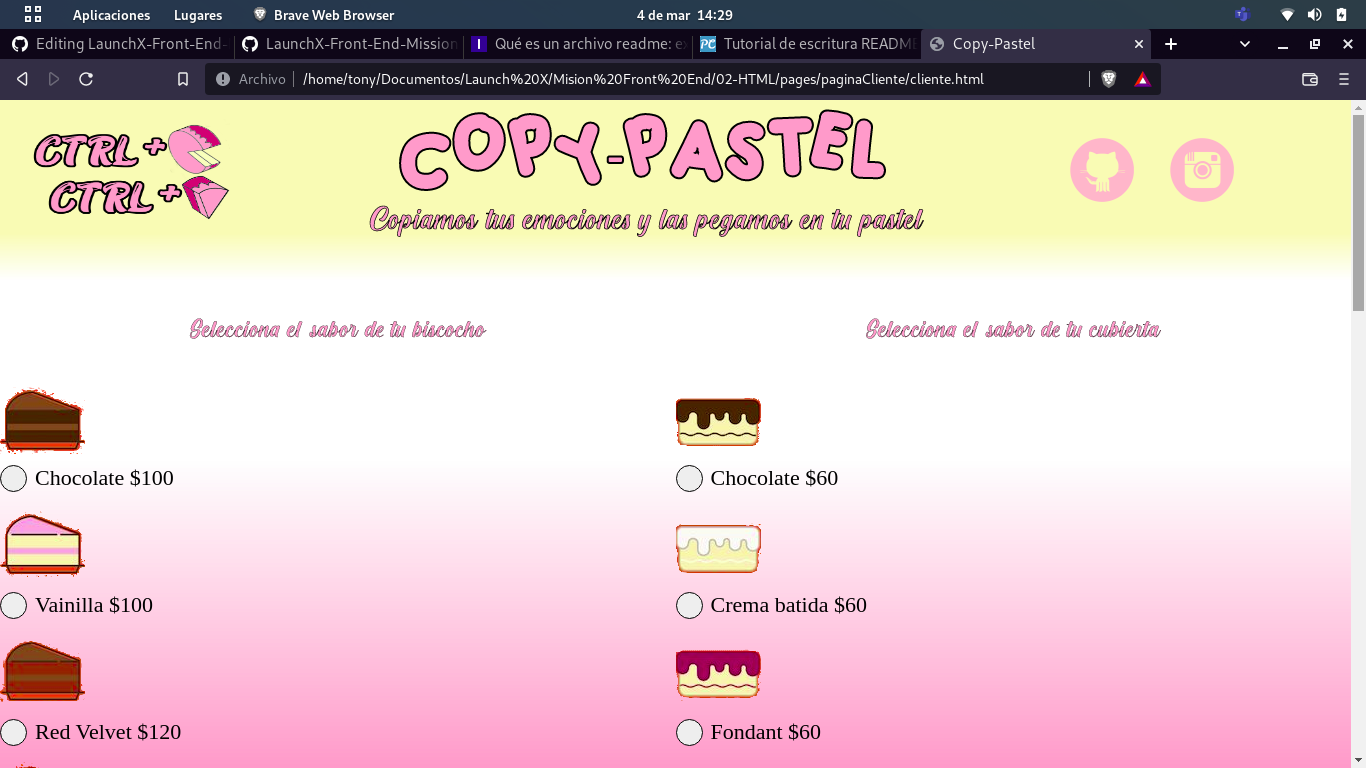 Aplicaciones Lugares Brave Web Browser 4 de mar 14:29
Editing LaunchX-Front-End- LaunchX-Front-End-Mission Qué es un archivo readme: Tutorial de escritura README Copy-Pastel
Archivo /home/tony/Documentos/Launch%20X/Mision%20Front%20End/02-HTML/pages/paginaCliente/cliente.html
CTRL+
CTRL+
COPY-PASTEL
Copiamos tus emociones y las pegamos en tu pastel
Selecciona el sabor de tu biscocho Selecciona el sabor de tu cubierta
Chocolate $100 Chocolate $60
Vainilla $100 Crema batida $60
Red Velvet $120 Fondant $60